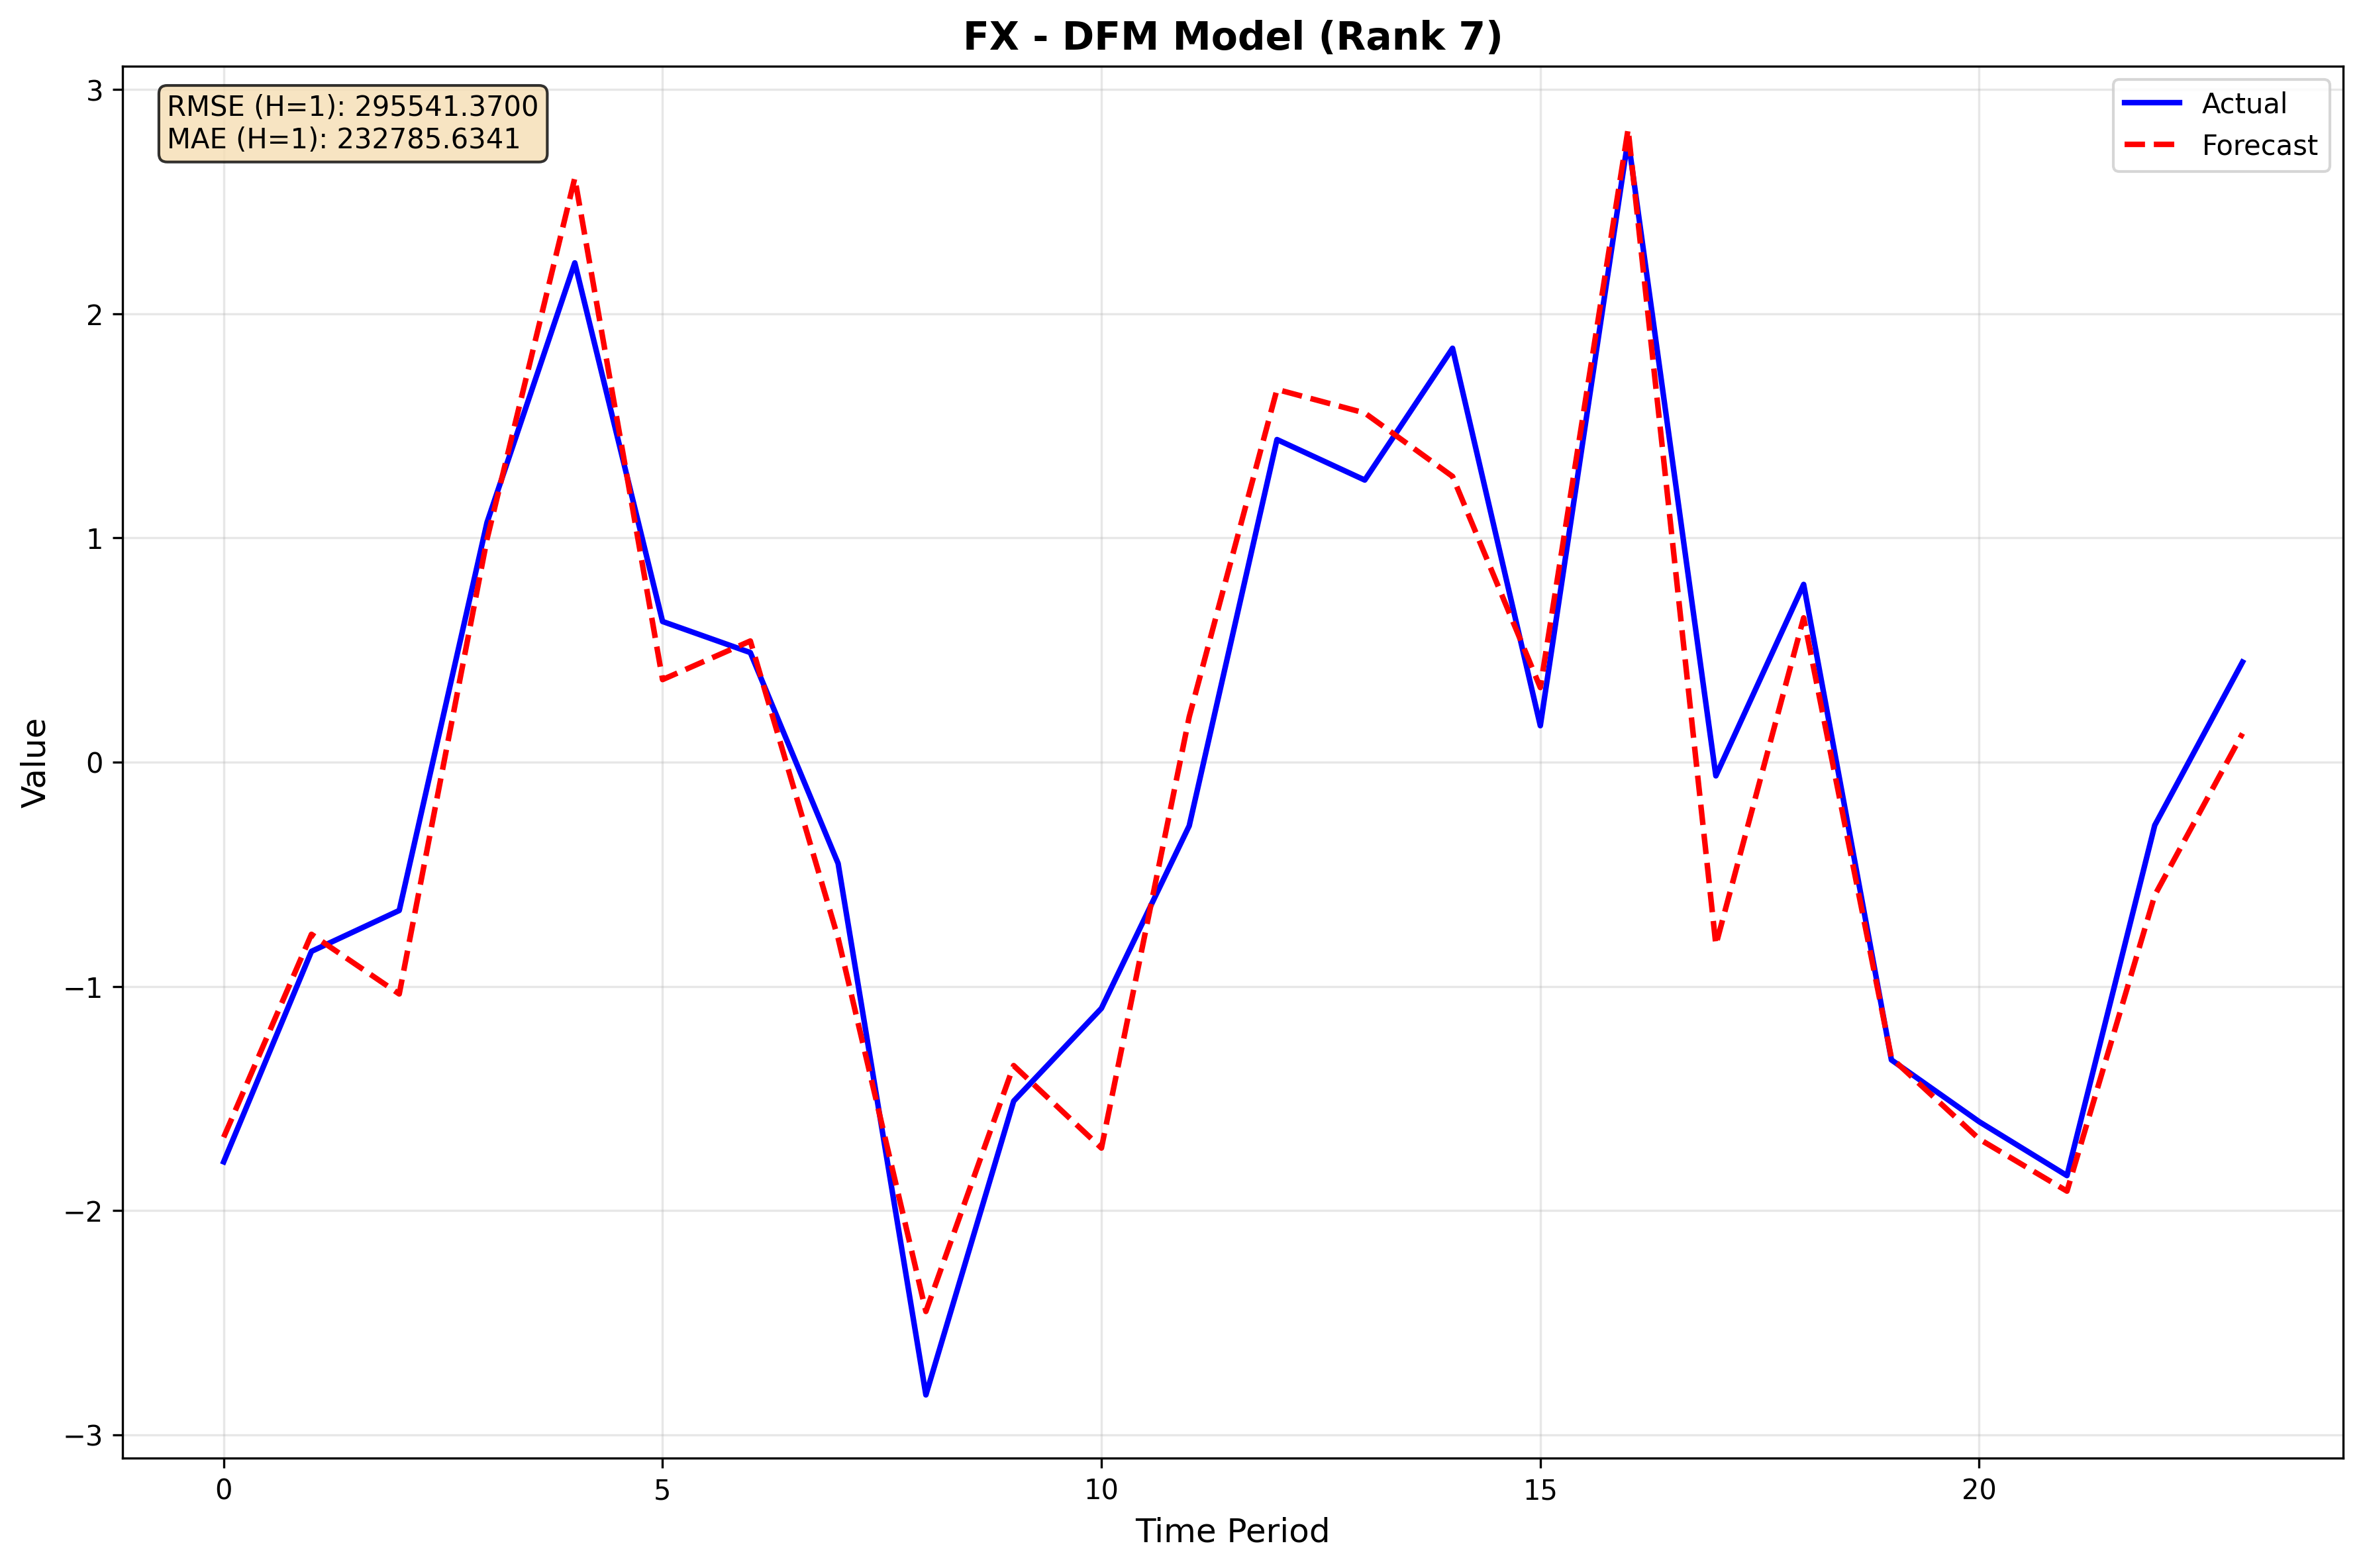 FX - DFM Model (Rank 7)
RMSE (H=1): 295541.3700
MAE (H=1): 232785.6341
Actual
Forecast
Value
3
2
1
0
−1
−2
−3
0
5
10
15
20
Time Period